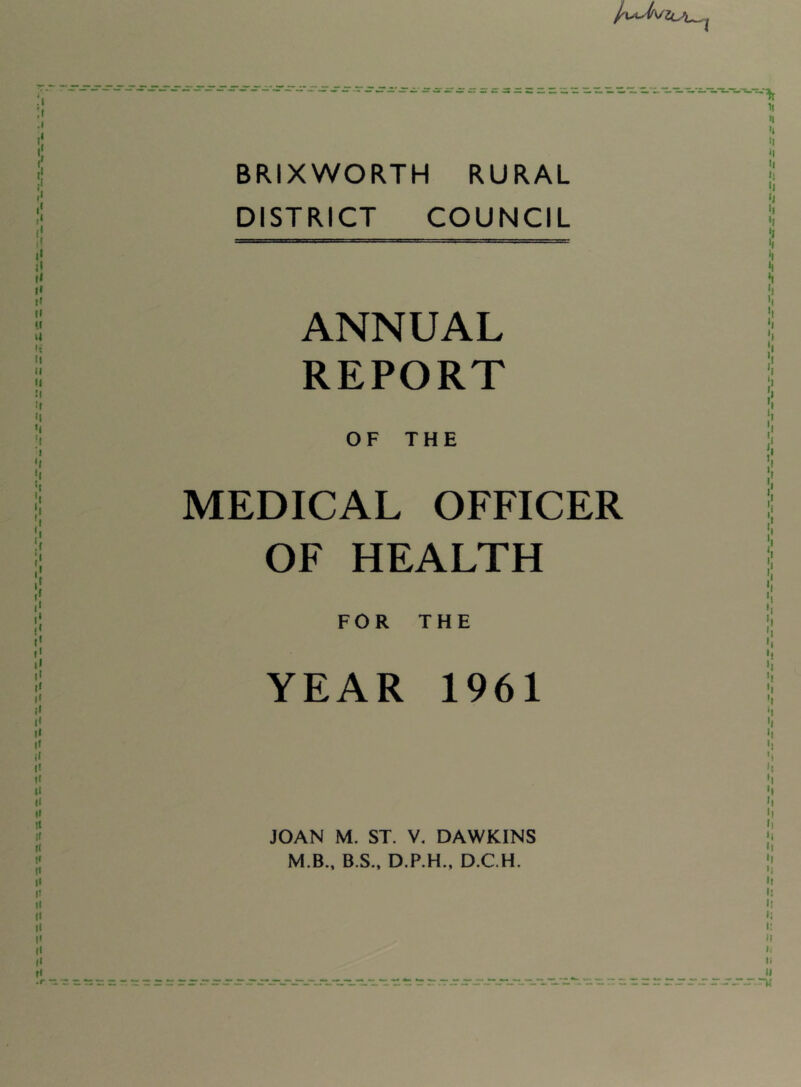 BRIXWORTH RURAL
DISTRICT COUNCIL
ANNUAL
REPORT
OF THE
MEDICAL OFFICER
OF HEALTH
FOR THE
YEAR 1961
JOAN M. ST. V. DAWKINS
M.B., B.S., D.P.H., D.C.H.